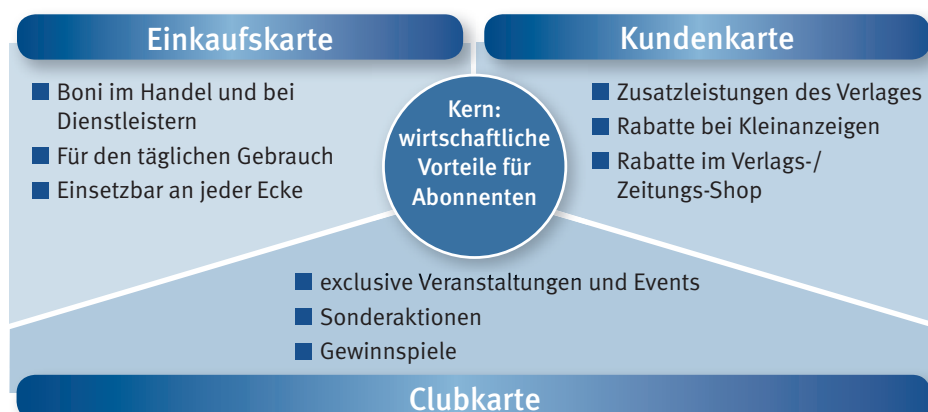 Einkaufskarte
Boni im Handel und bei
Dienstleistern
Für den täglichen Gebrauch
Einsetzbar an jeder Ecke
Kern:
wirtschaftliche
Vorteile für
Abonnenten
Kundenkarte
Zusatzleistungen des Verlages
Rabatte bei Kleinanzeigen
Rabatte im Verlags-/
Zeitungs-Shop
exclusive Veranstaltungen und Events
Sonderaktionen
Gewinnspiele
Clubkarte